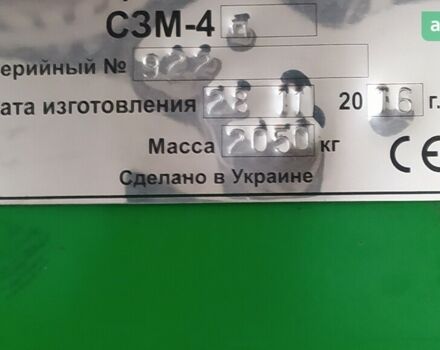 СЗМ-4
ерийный № 922
ата изготовления 28 11 2016 г.
Масса 2050 кг
CE
Сделано в Украине